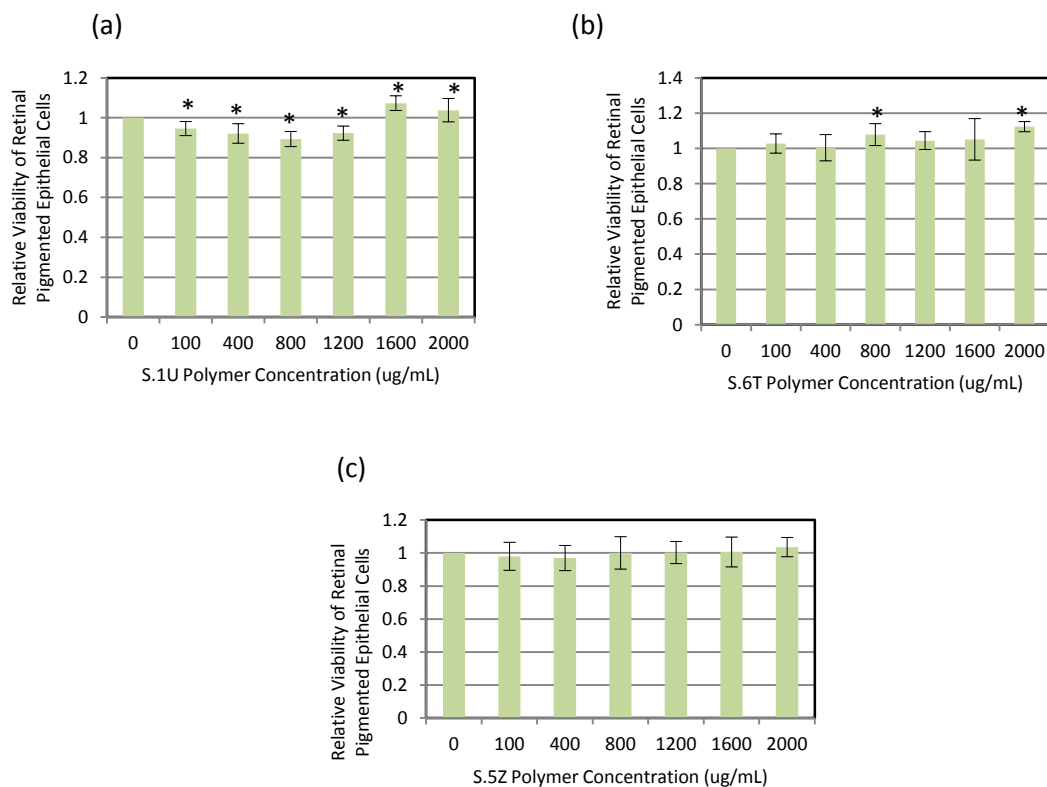 (a)
1.2
1
0.8
0.6
0.4
0.2
0
Relative Viability of Retinal
Pigmented Epithelial Cells
* * * * * *
0 100 400 800 1200 1600 2000
S.1U Polymer Concentration (ug/mL)
(b)
1.4
1.2
1
0.8
0.6
0.4
0.2
0
Relative Viability of Retinal
Pigmented Epithelial Cells
* *
0 100 400 800 1200 1600 2000
S.6T Polymer Concentration (ug/mL)
(c)
1.2
1
0.8
0.6
0.4
0.2
0
Relative Viability of Retinal
Pigmented Epithelial Cells
0 100 400 800 1200 1600 2000
S.5Z Polymer Concentration (ug/mL)